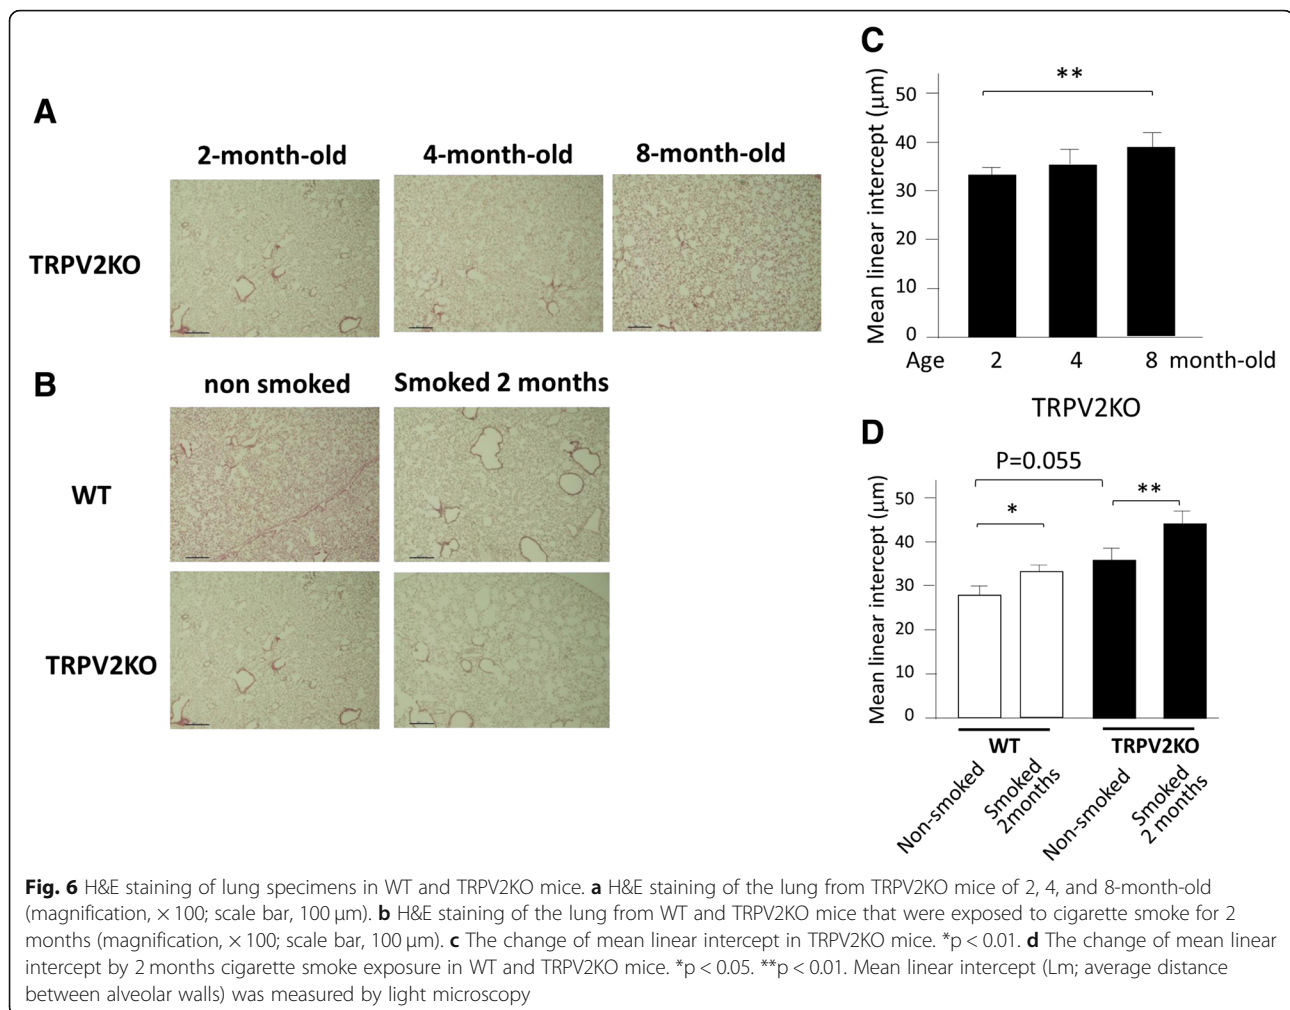 A
2-month-old
4-month-old
8-month-old
TRPV2KO
B
non smoked
Smoked 2 months
WT
TRPV2KO
C
Mean linear intercept (μm)
50
40
30
20
10
0
**
Age
2
4
8
month-old
TRPV2KO
D
Mean linear intercept (μm)
50
40
30
20
10
0
P=0.055
*
**
WT
TRPV2KO
Non-smoked
Smoked
2months
Non-smoked
Smoked
2 months
Fig. 6 H&E staining of lung specimens in WT and TRPV2KO mice. a H&E staining of the lung from TRPV2KO mice of 2, 4, and 8-month-old
(magnification, × 100; scale bar, 100 μm). b H&E staining of the lung from WT and TRPV2KO mice that were exposed to cigarette smoke for 2
months (magnification, × 100; scale bar, 100 μm). c The change of mean linear intercept in TRPV2KO mice. *p < 0.01. d The change of mean linear
intercept by 2 months cigarette smoke exposure in WT and TRPV2KO mice. *p < 0.05. **p < 0.01. Mean linear intercept (Lm; average distance
between alveolar walls) was measured by light microscopy